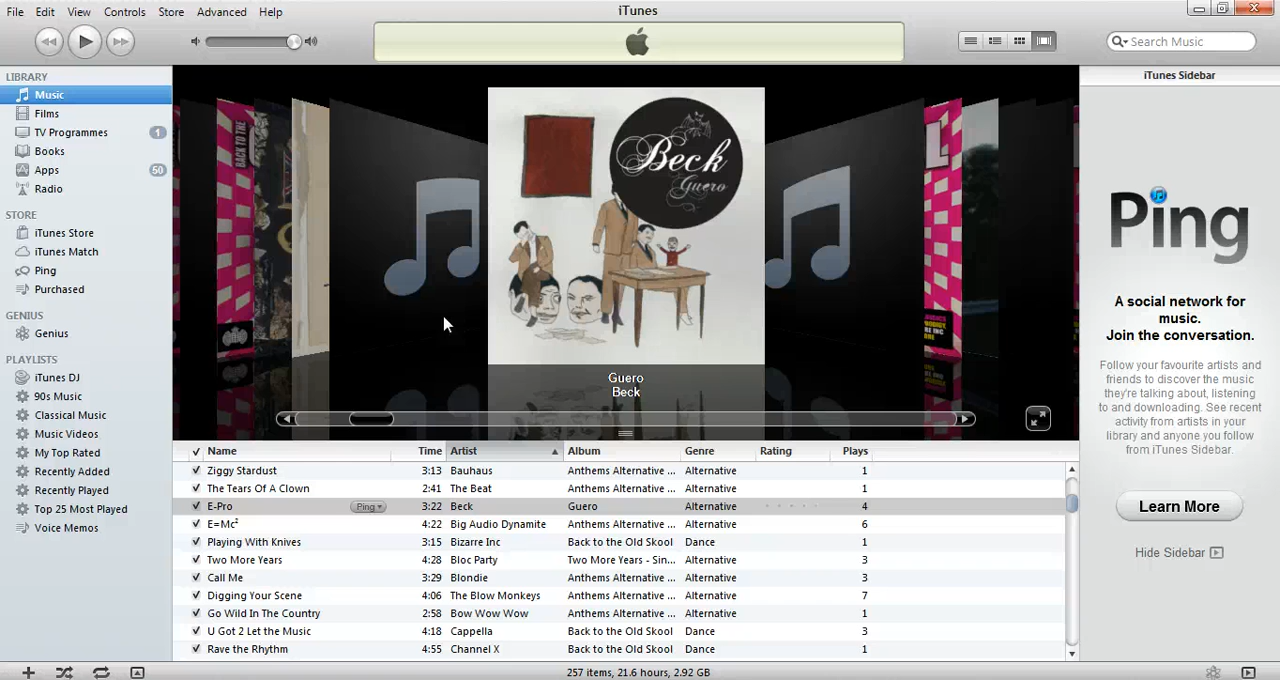 File Edit View Controls Store Advanced Help
iTunes
Search Music
LIBRARY
Music
Films
TV Programmes 1
Books
Apps 50
Radio
STORE
iTunes Store
iTunes Match
Ping
Purchased
GENIUS
Genius
PLAYLISTS
iTunes DJ
90s Music
Classical Music
Music Videos
My Top Rated
Recently Added
Recently Played
Top 25 Most Played
Voice Memos
BACK TO THE
Beck
Guero
Guero
Beck
Name Time Artist Album Genre Rating Plays
Ziggy Stardust 3:13 Bauhaus Anthems Alternative ... Alternative 1
The Tears Of A Clown 2:41 The Beat Anthems Alternative ... Alternative 1
E-Pro Ping 3:22 Beck Guero Alternative 4
E=Mc² 4:22 Big Audio Dynamite Anthems Alternative ... Alternative 6
Playing With Knives 3:15 Bizarre Inc Back to the Old Skool Dance 1
Two More Years 4:28 Bloc Party Two More Years - Sin... Alternative 3
Call Me 3:29 Blondie Anthems Alternative ... Alternative 3
Digging Your Scene 4:06 The Blow Monkeys Anthems Alternative ... Alternative 7
Go Wild In The Country 2:58 Bow Wow Wow Anthems Alternative ... Alternative 1
U Got 2 Let the Music 4:18 Cappella Back to the Old Skool Dance 3
Rave the Rhythm 4:55 Channel X Back to the Old Skool Dance 1
257 items, 21.6 hours, 2.92 GB
iTunes Sidebar
Ping
A social network for
music.
Join the conversation.
Follow your favourite artists and
friends to discover the music
they're talking about, listening
to and downloading. See recent
activity from artists in your
library and anyone you follow
from iTunes Sidebar.
Learn More
Hide Sidebar